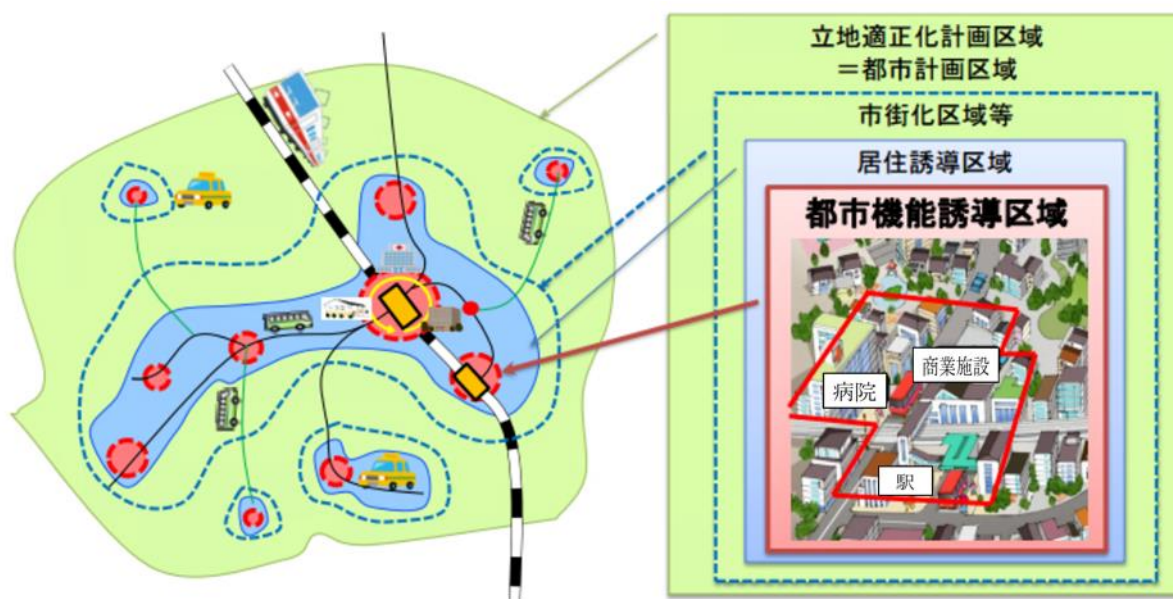 立地適正化計画区域
＝都市計画区域
市街化区域等
居住誘導区域
都市機能誘導区域
商業施設
病院
駅